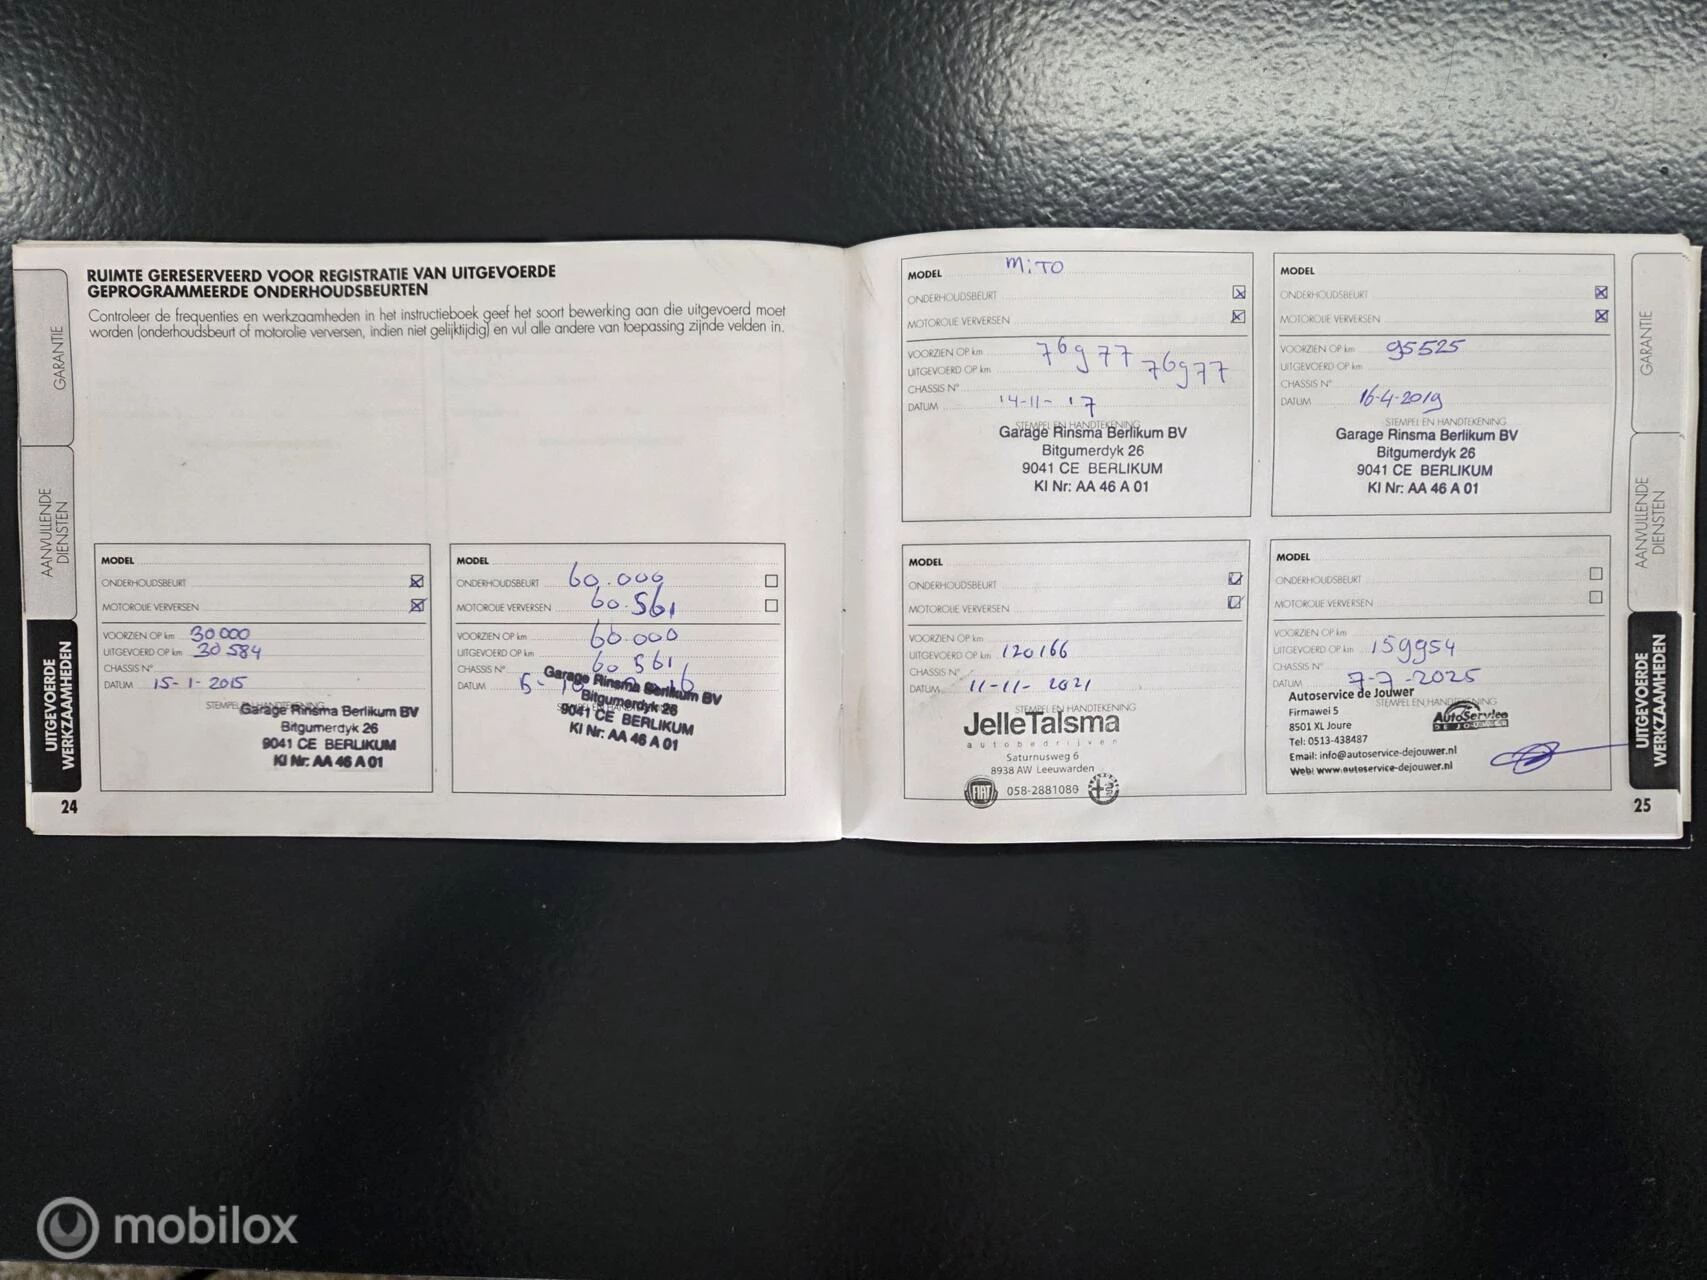 RUIMTE GERESERVEERD VOOR REGISTRATIE VAN UITGEVOERDE
GEPROGRAMMEERDE ONDERHOUDSBEURTEN
Controleer de frequenties en werkzaamheden in het instructieboek geef het soort bewerking aan die uitgevoerd moet
worden (onderhoudsbeurt of motorolie verversen, indien niet gelijktijdig) en vul alle andere van toepassing zijnde velden in.
GARANTIE
AANVULLENDE
DIENSTEN
UITGEVOERDE
WERKZAAMHEDEN
MODEL
ONDERHOUDSBEURT
MOTOROLIE VERVERSEN
VOORZIEN OP km 30000
UITGEVOERD OP km 30584
CHASSIS N°
DATUM 15-1-2015
STEMPEL EN HANDTEKENING
Garage Rinsma Berlikum BV
Bitgumerdyk 26
9041 CE BERLIKUM
KI Nr: AA 46 A 01
24
MODEL
ONDERHOUDSBEURT 60.000
MOTOROLIE VERVERSEN 60.561
VOORZIEN OP km 60.000
UITGEVOERD OP km 60561
CHASSIS N°
DATUM
Garage Rinsma Berlikum BV
Bitgumerdyk 26
9041 CE BERLIKUM
KI Nr: AA 46 A 01
MODEL MiTO
ONDERHOUDSBEURT
MOTOROLIE VERVERSEN
VOORZIEN OP km 76977
UITGEVOERD OP km 76977
CHASSIS N°
DATUM 14-11-'17
STEMPEL EN HANDTEKENING
Garage Rinsma Berlikum BV
Bitgumerdyk 26
9041 CE BERLIKUM
KI Nr: AA 46 A 01
MODEL
ONDERHOUDSBEURT
MOTOROLIE VERVERSEN
VOORZIEN OP km 95525
UITGEVOERD OP km
CHASSIS N°
DATUM 16-4-2019
STEMPEL EN HANDTEKENING
Garage Rinsma Berlikum BV
Bitgumerdyk 26
9041 CE BERLIKUM
KI Nr: AA 46 A 01
MODEL
ONDERHOUDSBEURT
MOTOROLIE VERVERSEN
VOORZIEN OP km
UITGEVOERD OP km 120166
CHASSIS N°
DATUM 11-11-2021
STEMPEL EN HANDTEKENING
JelleTalsma
autobedrijven
Saturnusweg 6
8938 AW Leeuwarden
FIAT 058-2881080
MODEL
ONDERHOUDSBEURT
MOTOROLIE VERVERSEN
VOORZIEN OP km
UITGEVOERD OP km 159954
CHASSIS N°
DATUM 7-7-2025
STEMPEL EN HANDTEKENING
Autoservice de Jouwer
Firmawei 5
8501 XL Joure
Tel: 0513-438487
Email: info@autoservice-dejouwer.nl
Web: www.autoservice-dejouwer.nl
AutoService
DE JOUWER
GARANTIE
AANVULLENDE
DIENSTEN
UITGEVOERDE
WERKZAAMHEDEN
25
mobilox